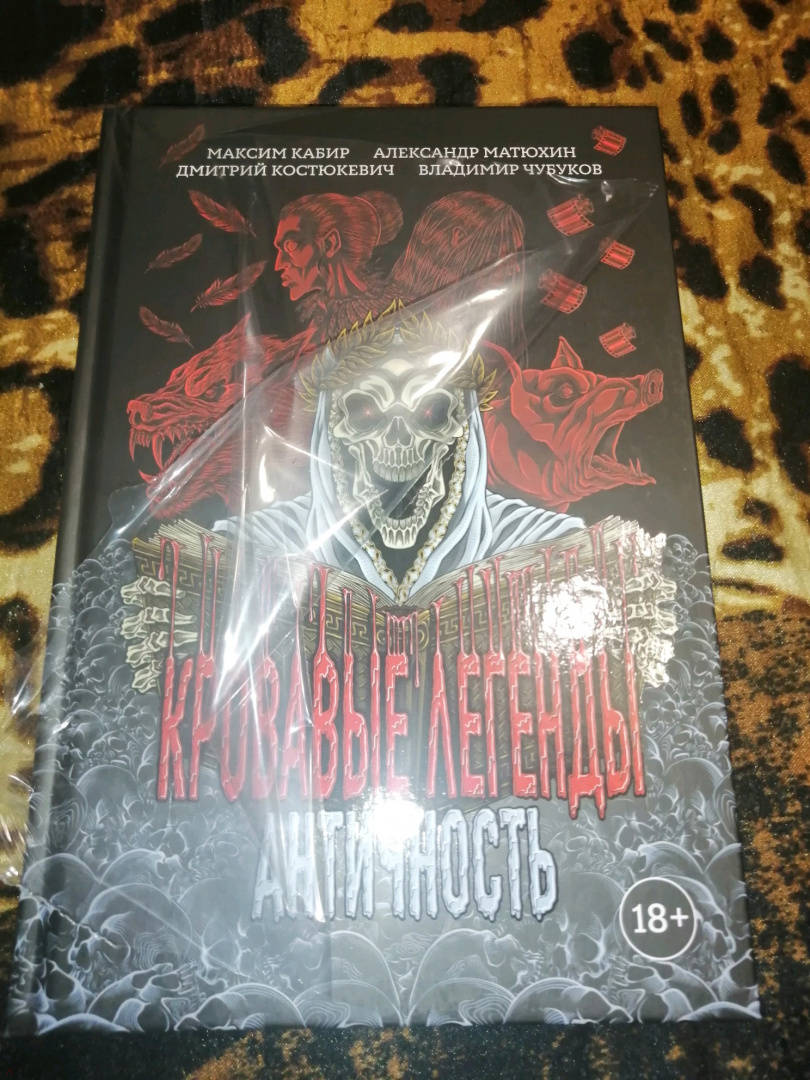 МАКСИМ КАБИР АЛЕКСАНДР МАТЮХИН
ДМИТРИЙ КОСТЮКЕВИЧ ВЛАДИМИР ЧУБУКОВ
КРОВАВЫЕ ЛЕГЕНДЫ
АНТИЧНОСТЬ
18+